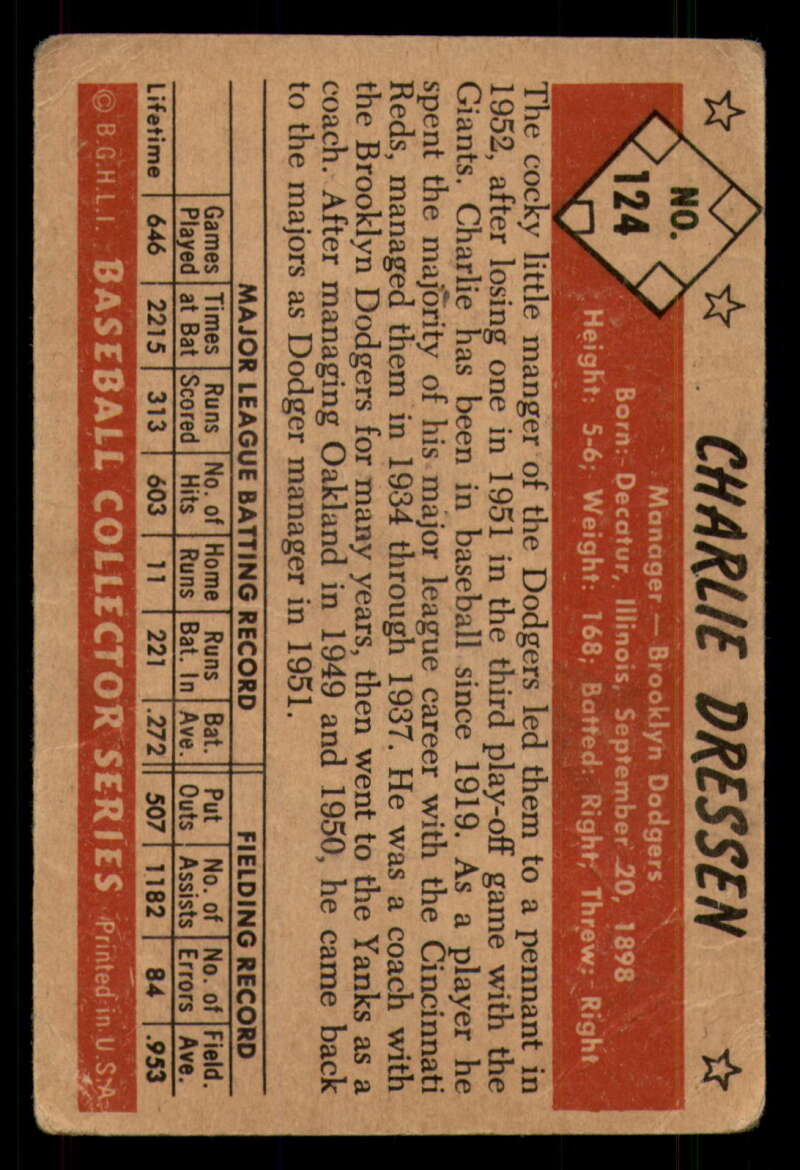 CHARLIE DRESSEN
NO.
124
Manager — Brooklyn Dodgers
Born:- Decatur, Illinois, September 20, 1898
Height: 5-6; Weight: 168; Batted: Right; Threw: Right
The cocky little manger of the Dodgers led them to a pennant in
1952, after losing one in 1951 in the third play-off game with the
Giants. Charlie has been in baseball since 1919. As a player he
spent the majority of his major league career with the Cincinnati
Reds, managed them in 1934 through 1937. He was a coach with
the Brooklyn Dodgers for many years, then went to the Yanks as a
coach. After managing Oakland in 1949 and 1950, he came back
to the majors as Dodger manager in 1951.
MAJOR LEAGUE BATTING RECORD FIELDING RECORD
Games Times Runs No. of Home Runs Bat. Put No. of No. of Field.
Played at Bat Scored Hits Runs Bat. In Ave. Outs Assists Errors Ave.
Lifetime 646 2215 313 603 11 221 .272 507 1182 84 .953
© B.G.H.L.I. BASEBALL COLLECTOR SERIES Printed in U.S.A.